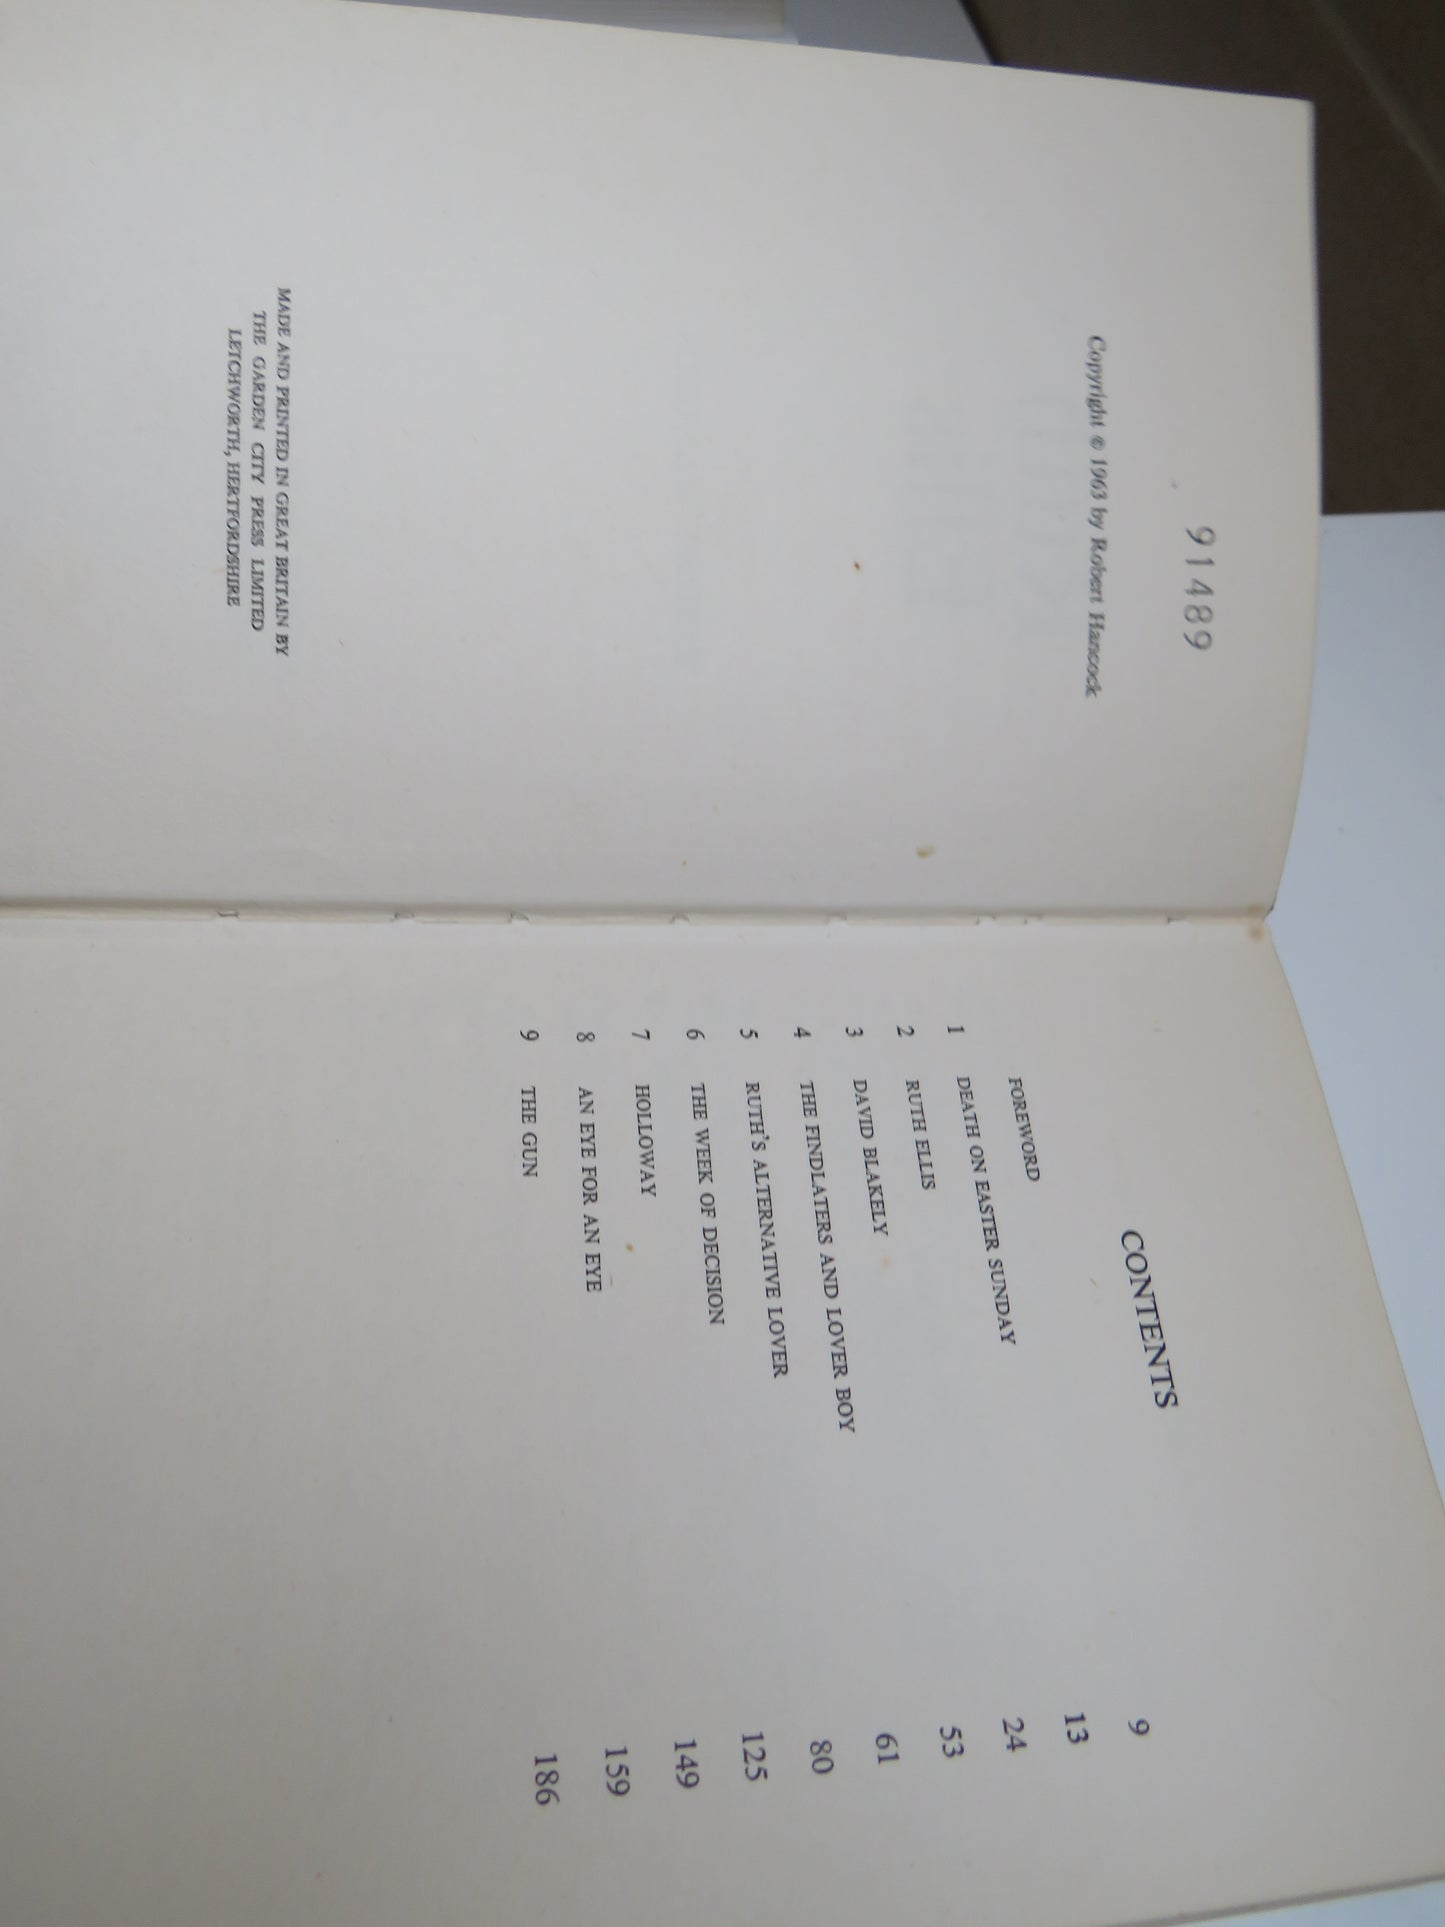 91489
Copyright © 1963 by Robert Hancock
MADE AND PRINTED IN GREAT BRITAIN BY
THE GARDEN CITY PRESS LIMITED
LETCHWORTH, HERTFORDSHIRE
CONTENTS
FOREWORD 9
1 DEATH ON EASTER SUNDAY 13
2 RUTH ELLIS 24
3 DAVID BLAKELY 53
4 THE FINDLATERS AND LOVER BOY 61
5 RUTH'S ALTERNATIVE LOVER 80
6 THE WEEK OF DECISION 125
7 HOLLOWAY 149
8 AN EYE FOR AN EYE 159
9 THE GUN 186